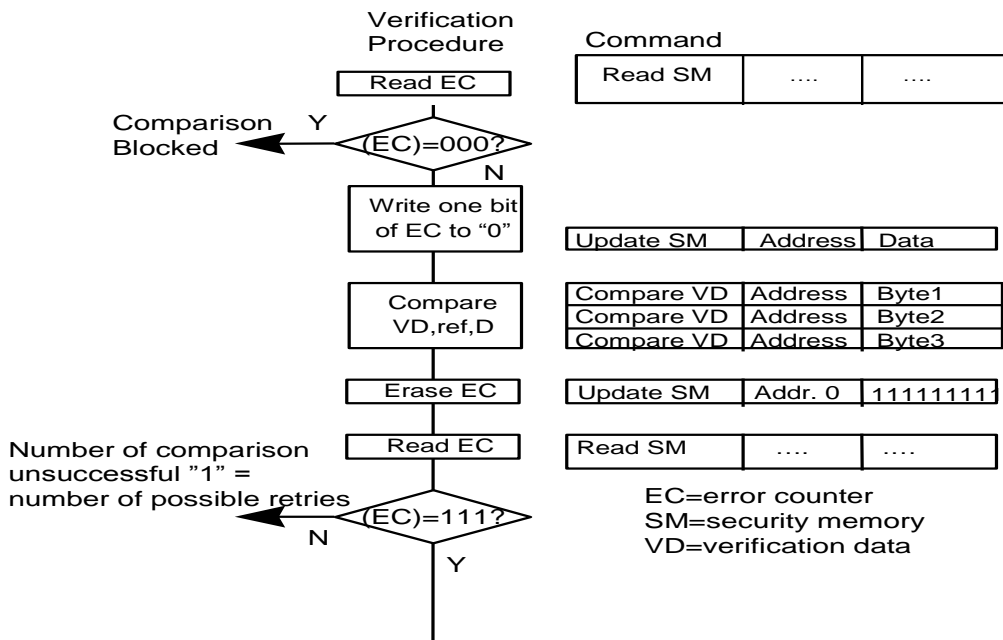 Verification
Procedure
Command
Read EC
Read SM .... ....
Comparison
Blocked
Y
(EC)=000?
N
Write one bit
of EC to “0”
Update SM Address Data
Compare
VD,ref,D
Compare VD Address Byte1
Compare VD Address Byte2
Compare VD Address Byte3
Erase EC
Update SM Addr. 0 111111111
Read EC
Read SM .... ....
Number of comparison
unsuccessful ”1” =
number of possible retries
(EC)=111?
N
Y
EC=error counter
SM=security memory
VD=verification data